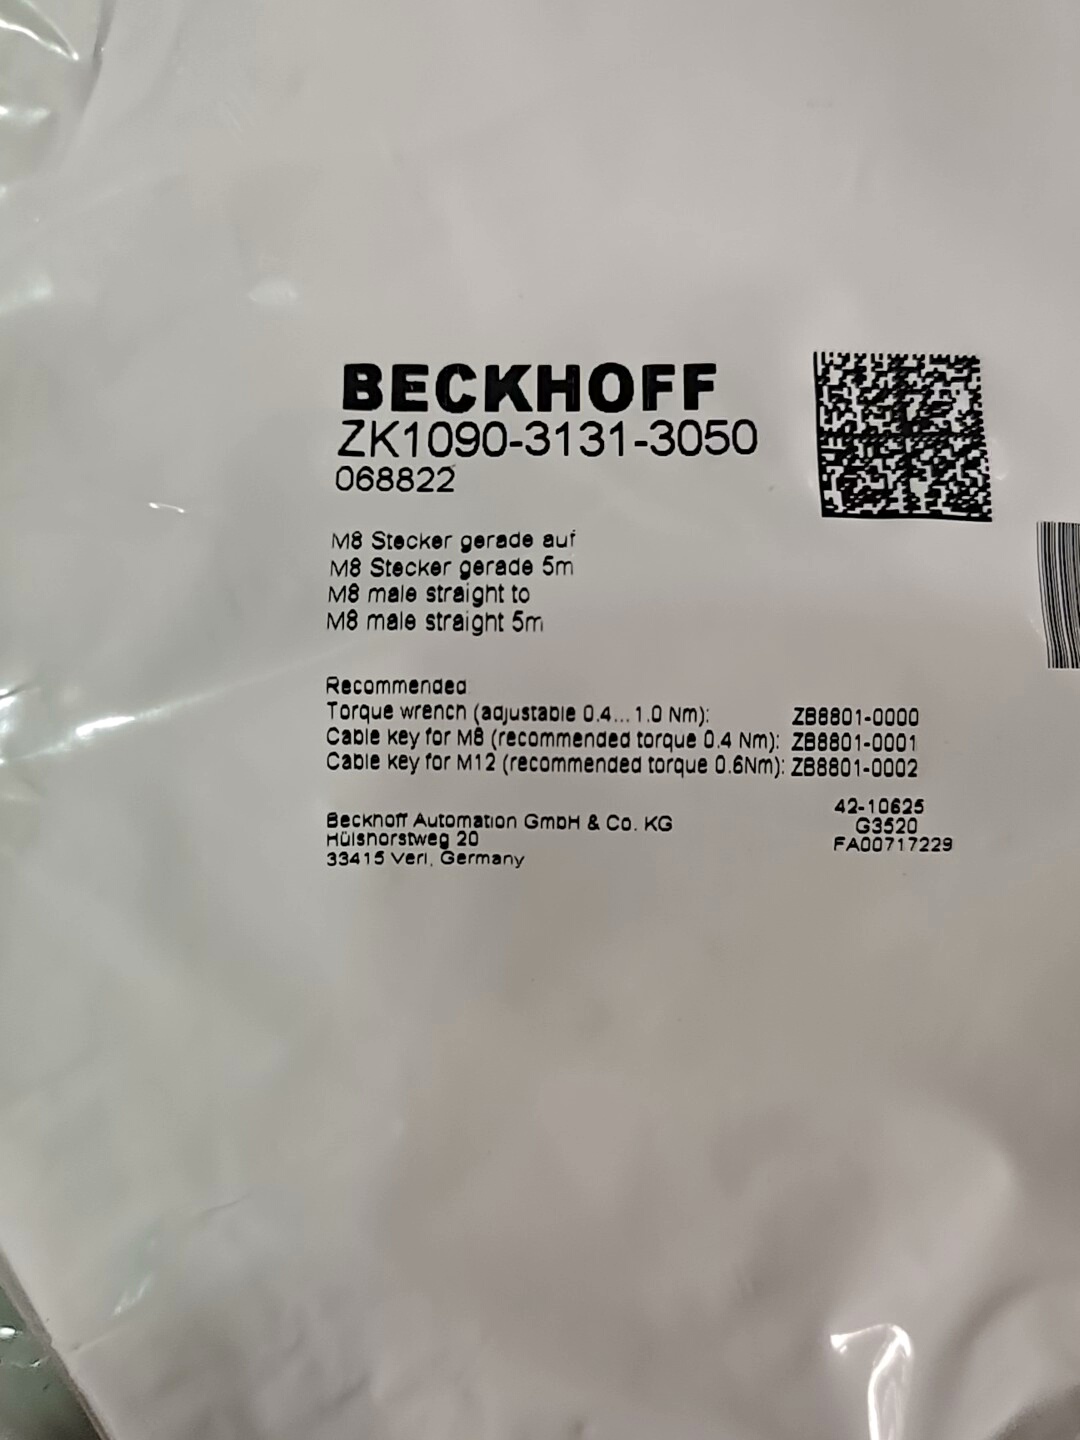 BECKHOFF
ZK1090-3131-3050
068822
M8 Stecker gerade auf
M8 Stecker gerade 5m
M8 male straight to
M8 male straight 5m
Recommended
Torque wrench (adjustable 0.4...1.0 Nm): ZB8801-0000
Cable key for M8 (recommended torque 0.4 Nm): ZB8801-0001
Cable key for M12 (recommended torque 0.6Nm): ZB8801-0002
Beckhoff Automation GmbH & Co. KG
Hülshorstweg 20
33415 Verl, Germany
42-10625
G3520
FA00717229